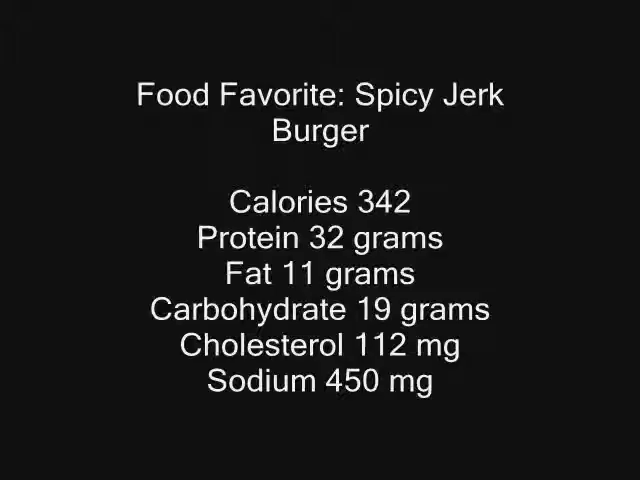 Food Favorite: Spicy Jerk
Burger
Calories 342
Protein 32 grams
Fat 11 grams
Carbohydrate 19 grams
Cholesterol 112 mg
Sodium 450 mg